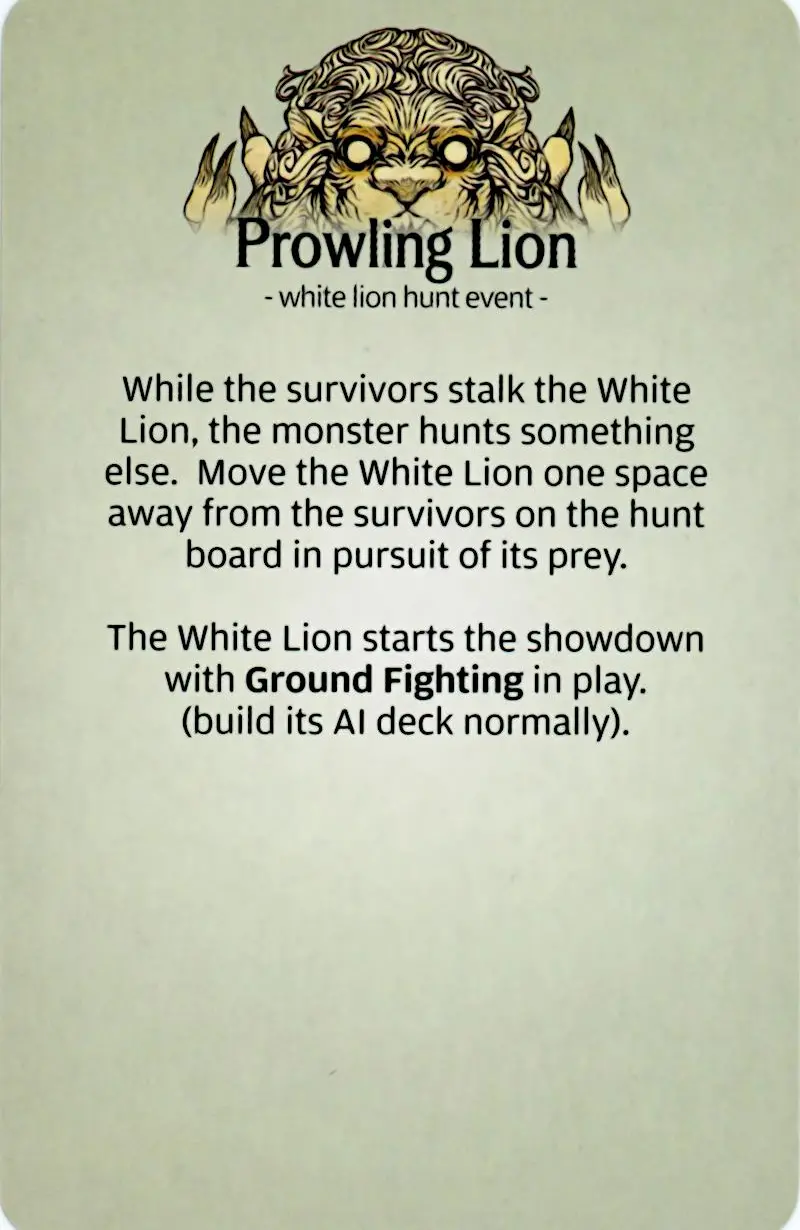 Prowling Lion
- white lion hunt event -
While the survivors stalk the White
Lion, the monster hunts something
else.  Move the White Lion one space
away from the survivors on the hunt
board in pursuit of its prey.
The White Lion starts the showdown
with Ground Fighting in play.
(build its AI deck normally).